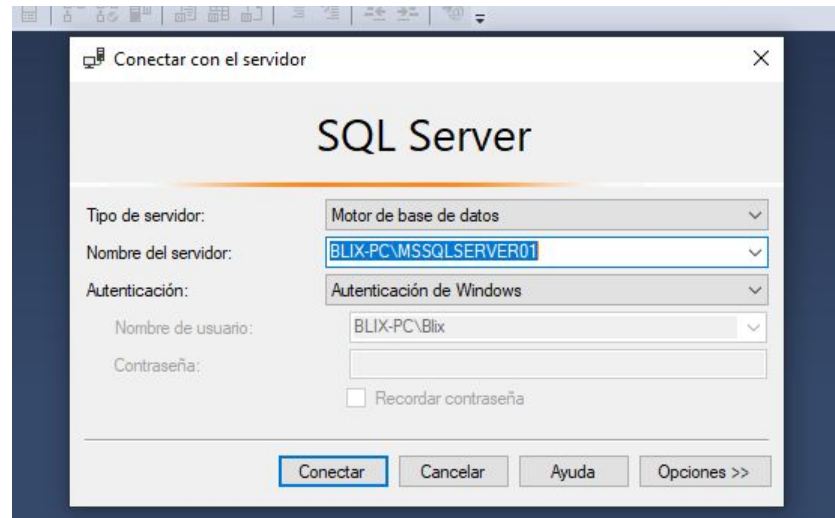 Conectar con el servidor
SQL Server
Tipo de servidor: Motor de base de datos
Nombre del servidor: BLIX-PC\MSSQLSERVER01
Autenticación: Autenticación de Windows
Nombre de usuario: BLIX-PC\Blix
Contraseña:
Recordar contraseña
Conectar Cancelar Ayuda Opciones >>